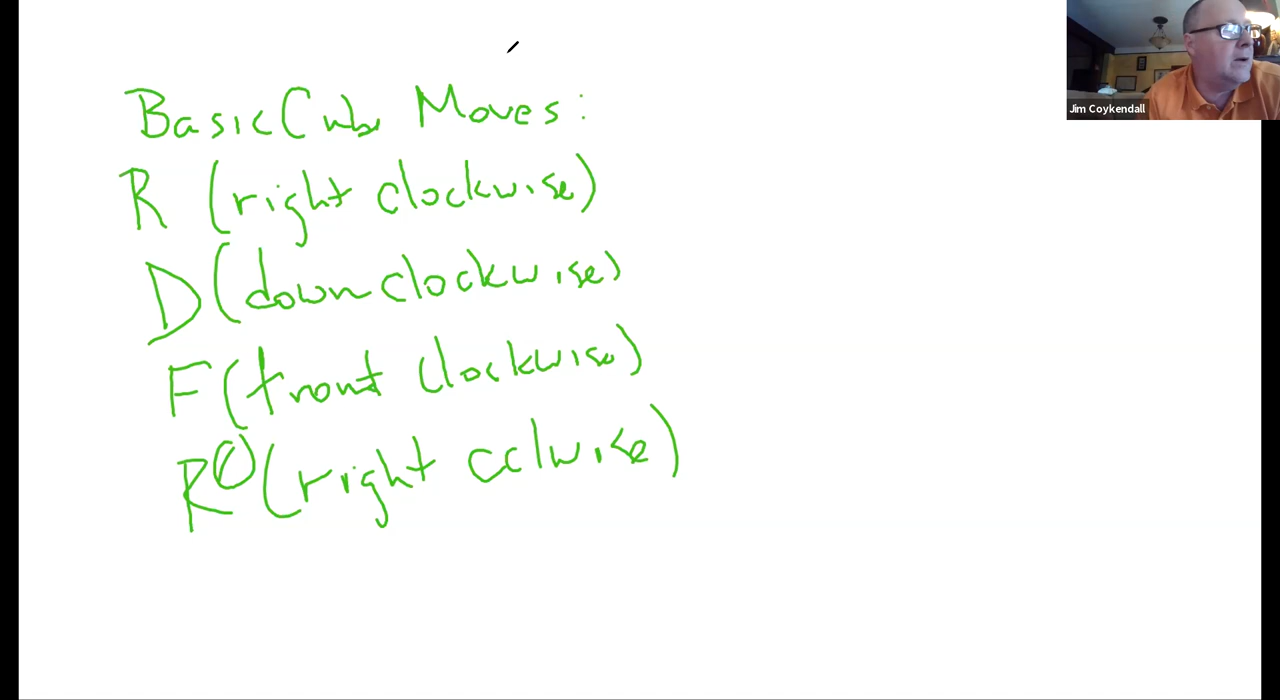 Basic Cube Moves:
R (right clockwise)
D (down clockwise)
F (front clockwise)
R' (right cclwise)
Jim Coykendall